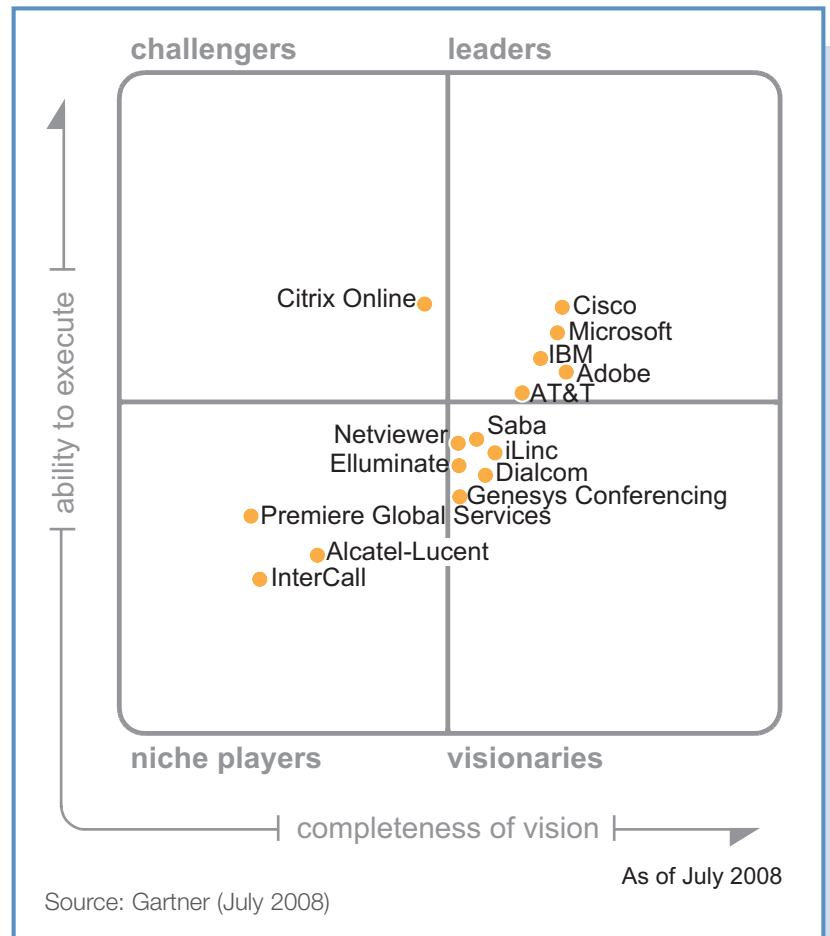 challengers
leaders
ability to execute
Citrix Online
Cisco
Microsoft
IBM
Adobe
AT&T
Saba
Netviewer
iLinc
Elluminate
Dialcom
Genesys Conferencing
Premiere Global Services
Alcatel-Lucent
InterCall
niche players
visionaries
completeness of vision
As of July 2008
Source: Gartner (July 2008)